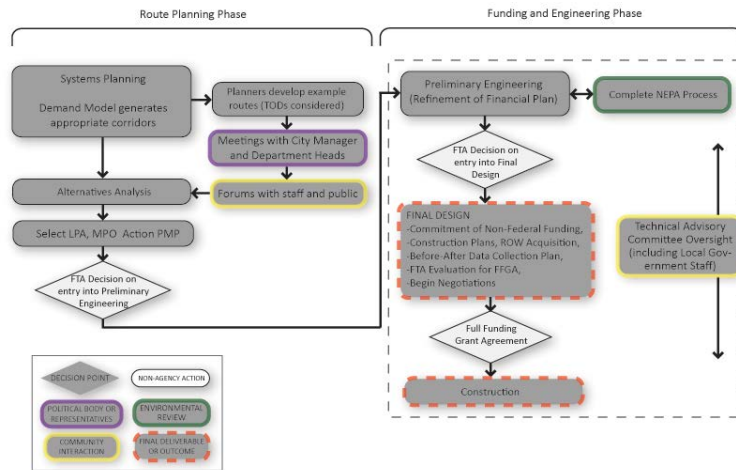 Route Planning Phase
Funding and Engineering Phase
Systems Planning
Demand Model generates
appropriate corridors
Planners develop example
routes (TODs considered)
Meetings with City Manager
and Department Heads
Forums with staff and public
Alternatives Analysis
Select LPA, MPO Action PMP
FTA Decision on
entry into Preliminary
Engineering
Preliminary Engineering
(Refinement of Financial Plan)
Complete NEPA Process
FTA Decision on
entry into Final
Design
FINAL DESIGN
-Commitment of Non-Federal Funding,
-Construction Plans, ROW Acquisition,
-Before-After Data Collection Plan,
-FTA Evaluation for FFGA,
-Begin Negotiations
Technical Advisory
Committee Oversight
(including Local Gov-
ernment Staff)
Full Funding
Grant Agreement
Construction
DECISION POINT
NON-AGENCY ACTION
POLITICAL BODY OR
REPRESENTATIVES
ENVIRONMENTAL
REVIEW
COMMUNITY
INTERACTION
FINAL DELIVERABLE
OR OUTCOME